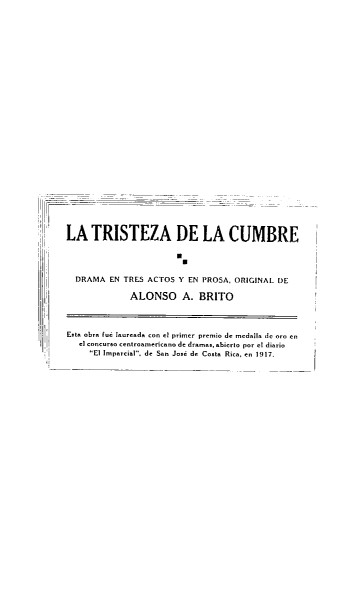 LA TRISTEZA DE LA CUMBRE
DRAMA EN TRES ACTOS Y EN PROSA, ORIGINAL DE
ALONSO A. BRITO
Esta obra fué laureada con el primer premio de medalla de oro en
el concurso centroamericano de dramas, abierto por el diario
"El Imparcial", de San José de Costa Rica, en 1917.